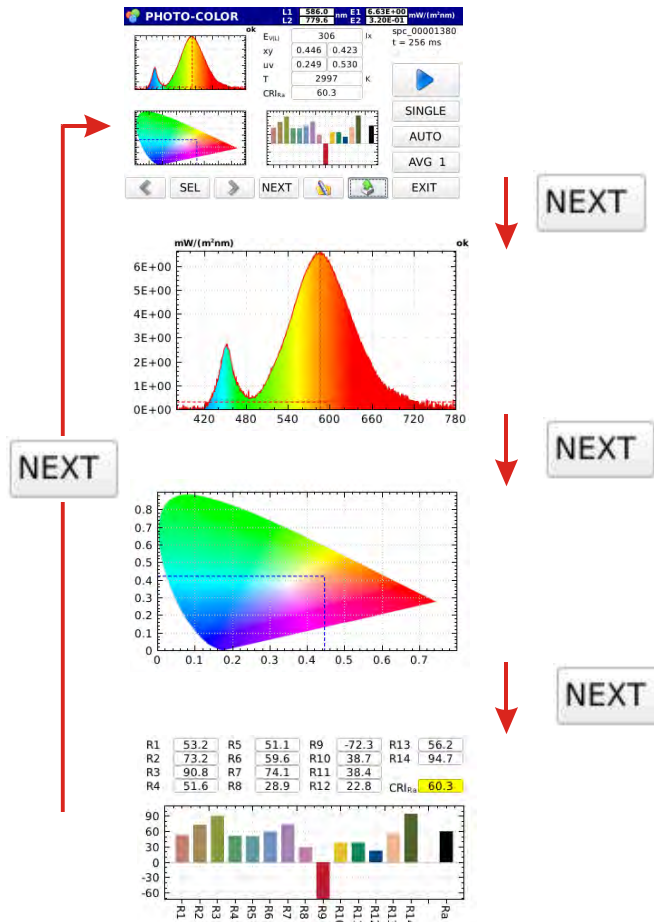 PHOTO-COLOR L1 586.0 nm E1 6.63E+00 mW/(m²nm)
L2 779.6 E2 3.20E-01
ok
EV(L) 306 lx
xy 0.446 0.423
uv 0.249 0.530
T 2997 K
CRIRa 60.3
spc_00001380
t = 256 ms
SINGLE
AUTO
AVG 1
SEL NEXT EXIT
NEXT
mW/(m²nm) ok
6E+00
5E+00
4E+00
3E+00
2E+00
1E+00
0E+00
420 480 540 600 660 720 780
NEXT
NEXT
0.8
0.7
0.6
0.5
0.4
0.3
0.2
0.1
0
0 0.1 0.2 0.3 0.4 0.5 0.6 0.7
NEXT
R1 53.2 R5 51.1 R9 -72.3 R13 56.2
R2 73.2 R6 59.6 R10 38.7 R14 94.7
R3 90.8 R7 74.1 R11 38.4
R4 51.6 R8 28.9 R12 22.8 CRIRa 60.3
90
60
30
0
-30
-60
R1 R2 R3 R4 R5 R6 R7 R8 R9 R10 R11 R12 R13 R14 Ra